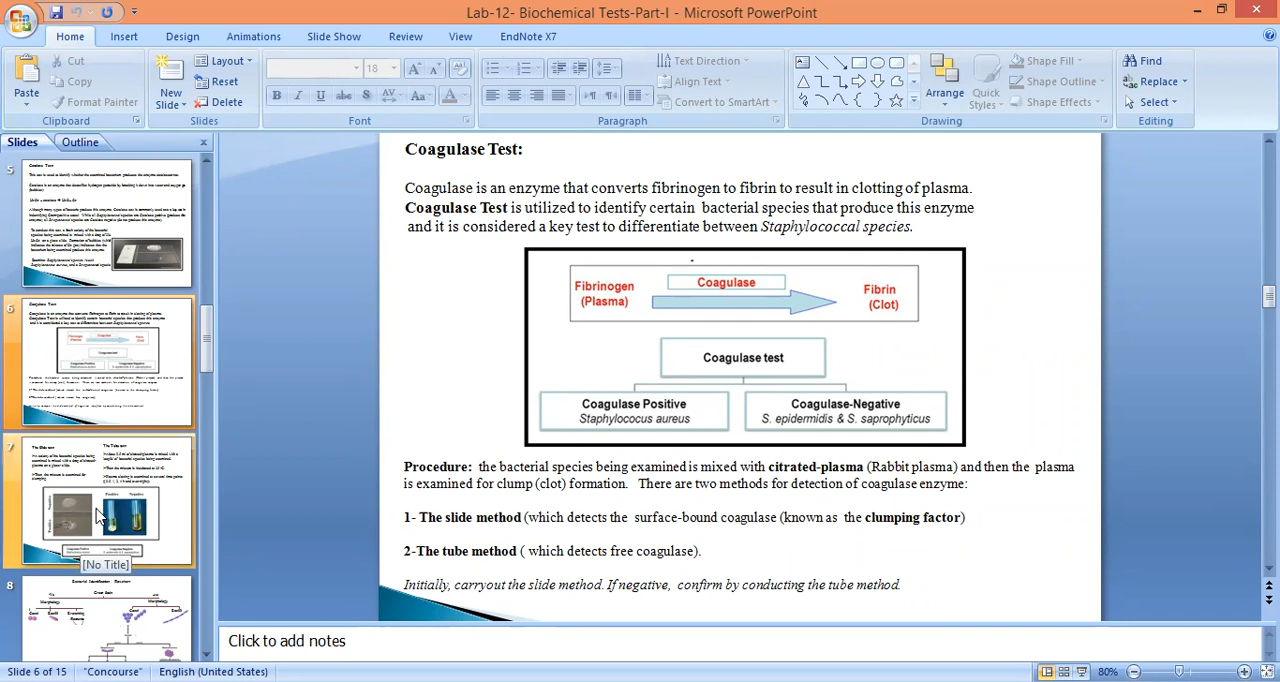 Lab-12- Biochemical Tests-Part-I - Microsoft PowerPoint
Home Insert Design Animations Slide Show Review View EndNote X7
Paste
Cut
Copy
Format Painter
Clipboard
New Slide
Layout
Reset
Delete
Slides
18
B I U abc S AV Aa A
Font
Text Direction
Align Text
Convert to SmartArt
Paragraph
Arrange
Quick Styles
Shape Fill
Shape Outline
Shape Effects
Drawing
Find
Replace
Select
Editing
Slides Outline
5
6
7
[No Title]
8
Coagulase Test:
Coagulase is an enzyme that converts fibrinogen to fibrin to result in clotting of plasma.
Coagulase Test is utilized to identify certain bacterial species that produce this enzyme
and it is considered a key test to differentiate between Staphylococcal species.
Fibrinogen
(Plasma)
Coagulase
Fibrin
(Clot)
Coagulase test
Coagulase Positive
Staphylococus aureus
Coagulase-Negative
S. epidermidis & S. saprophyticus
Procedure: the bacterial species being examined is mixed with citrated-plasma (Rabbit plasma) and then the plasma
is examined for clump (clot) formation. There are two methods for detection of coagulase enzyme:
1- The slide method (which detects the surface-bound coagulase (known as the clumping factor)
2-The tube method ( which detects free coagulase).
Initially, carryout the slide method. If negative, confirm by conducting the tube method.
Click to add notes
Slide 6 of 15 "Concourse" English (United States) 80%